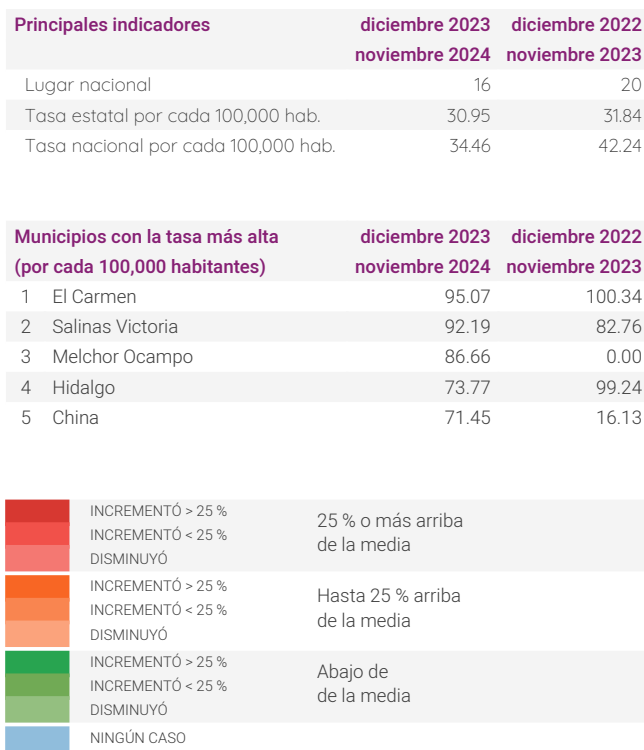 Principales indicadores diciembre 2023 diciembre 2022
noviembre 2024 noviembre 2023
Lugar nacional 16 20
Tasa estatal por cada 100,000 hab. 30.95 31.84
Tasa nacional por cada 100,000 hab. 34.46 42.24
Municipios con la tasa más alta diciembre 2023 diciembre 2022
(por cada 100,000 habitantes) noviembre 2024 noviembre 2023
1 El Carmen 95.07 100.34
2 Salinas Victoria 92.19 82.76
3 Melchor Ocampo 86.66 0.00
4 Hidalgo 73.77 99.24
5 China 71.45 16.13
INCREMENTÓ > 25 %
INCREMENTÓ < 25 %
DISMINUYÓ
25 % o más arriba
de la media
INCREMENTÓ > 25 %
INCREMENTÓ < 25 %
DISMINUYÓ
Hasta 25 % arriba
de la media
INCREMENTÓ > 25 %
INCREMENTÓ < 25 %
DISMINUYÓ
Abajo de
de la media
NINGÚN CASO